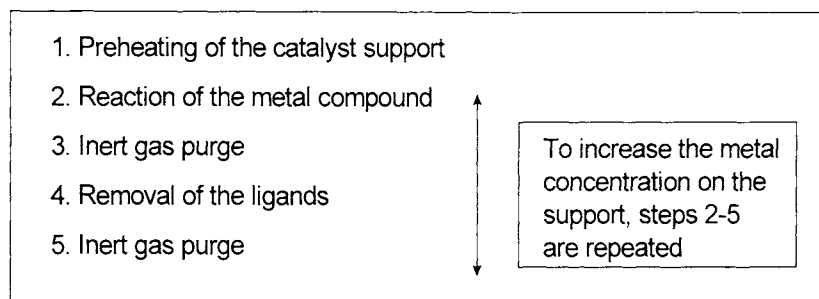 1. Preheating of the catalyst support
2. Reaction of the metal compound
3. Inert gas purge
4. Removal of the ligands
5. Inert gas purge
To increase the metal
concentration on the
support, steps 2-5
are repeated